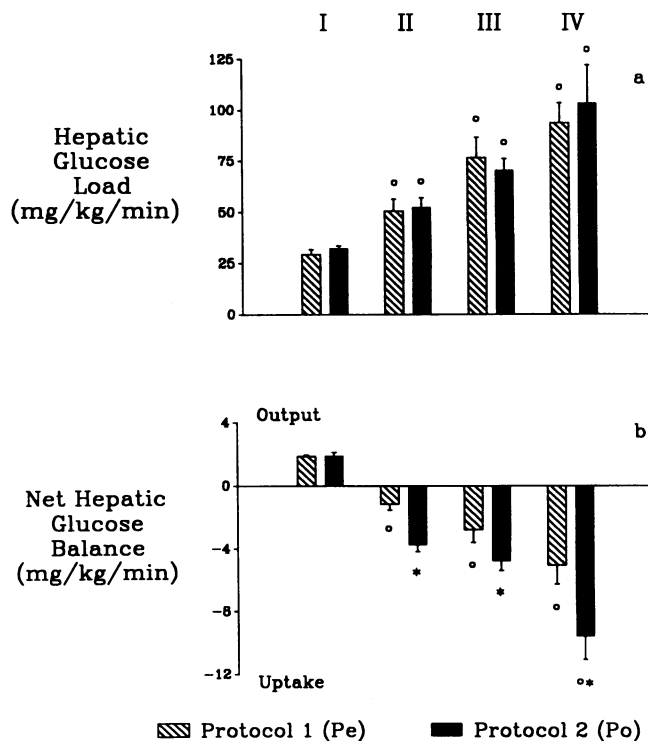 I II III IV
a
Hepatic
Glucose
Load
(mg/kg/min)
125
100
75
50
25
0
b
Output
Net Hepatic
Glucose
Balance
(mg/kg/min)
4
0
-4
-8
-12
Uptake
Protocol 1 (Pe) Protocol 2 (Po)